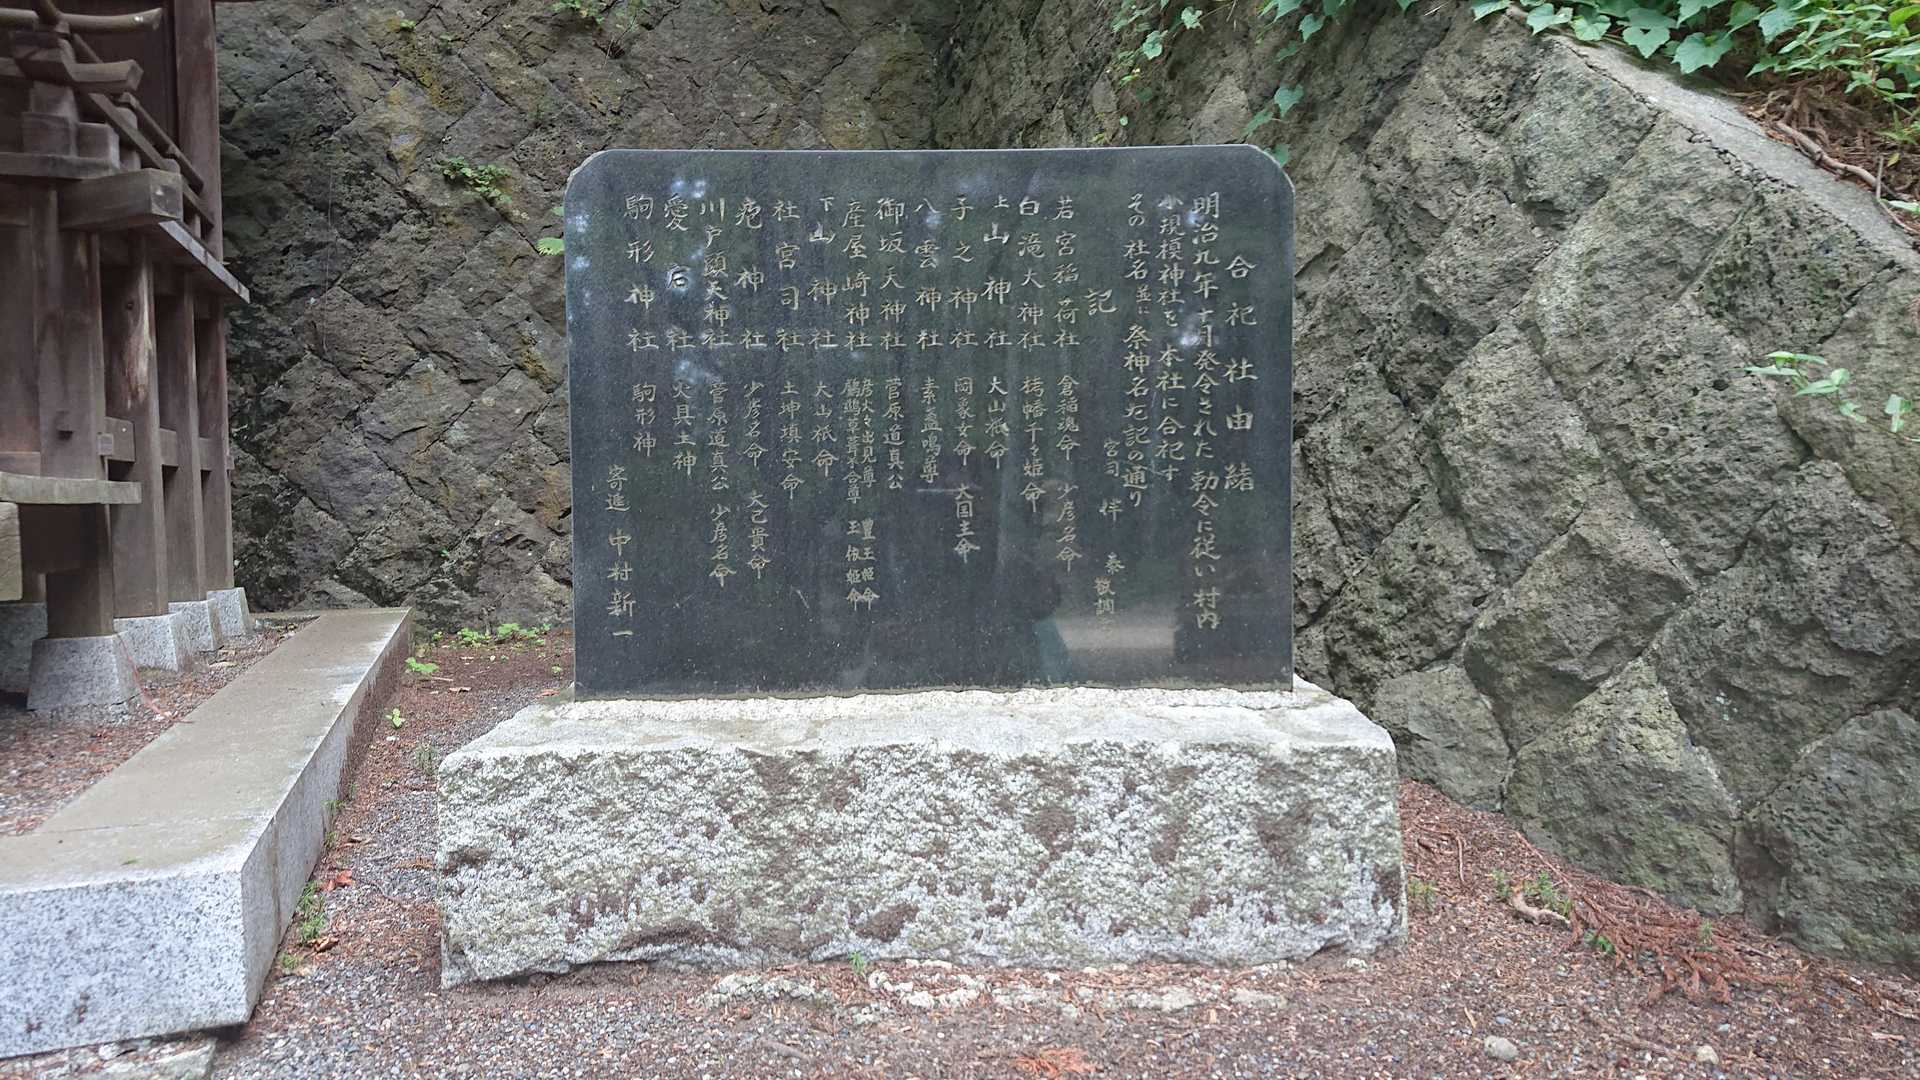 合祀社由緒
明治九年十月発令された勅令に従い村内
小規模神社を本社に合祀す
その社名並に祭神名左記の通り
宮司 伴 泰 敬調
記
若宮稲荷社 倉稲魂命 少彦名命
白滝大神社 栲幡千々姫命
上山神社 大山祇命
子之神社 罔象女命 大国主命
八雲神社 素盞鳴尊
御坂天神社 菅原道真公
産屋崎神社 彦火々出見尊 豊玉姫命
鸕鷀草葺不合尊 玉依姫命
下山神社 大山祇命
社宮司社 土坤埴安命
疱神社 少彦名命 大己貴命
川戸頭天神社 菅原道真公 少彦名命
愛宕社 火具土神
駒形神社 駒形神
寄進 中村新一